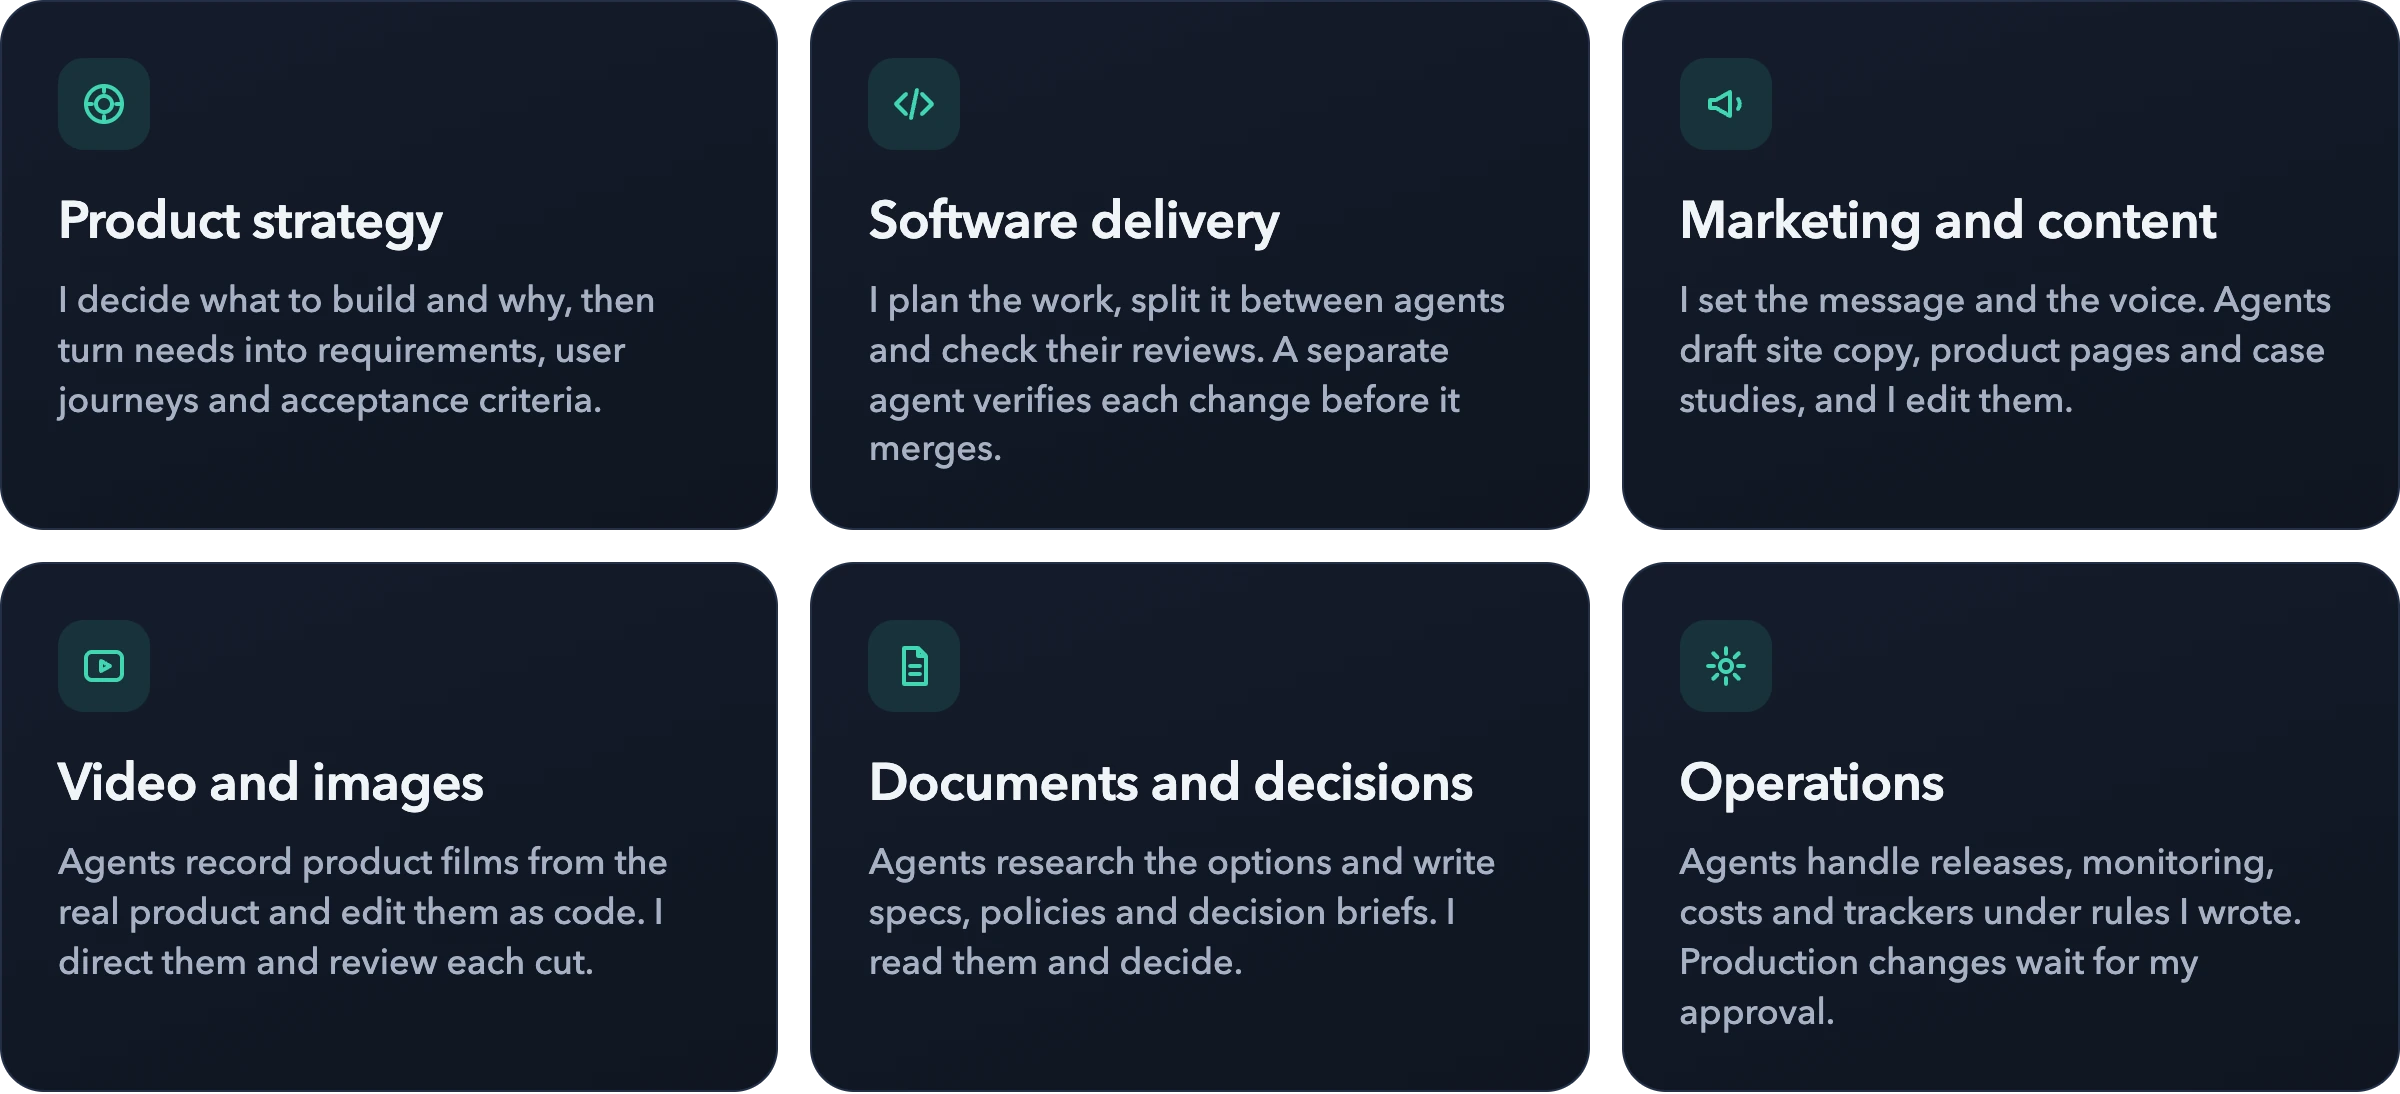 Product strategy
I decide what to build and why, then
turn needs into requirements, user
journeys and acceptance criteria.
Software delivery
I plan the work, split it between agents
and check their reviews. A separate
agent verifies each change before it
merges.
Marketing and content
I set the message and the voice. Agents
draft site copy, product pages and case
studies, and I edit them.
Video and images
Agents record product films from the
real product and edit them as code. I
direct them and review each cut.
Documents and decisions
Agents research the options and write
specs, policies and decision briefs. I
read them and decide.
Operations
Agents handle releases, monitoring,
costs and trackers under rules I wrote.
Production changes wait for my
approval.